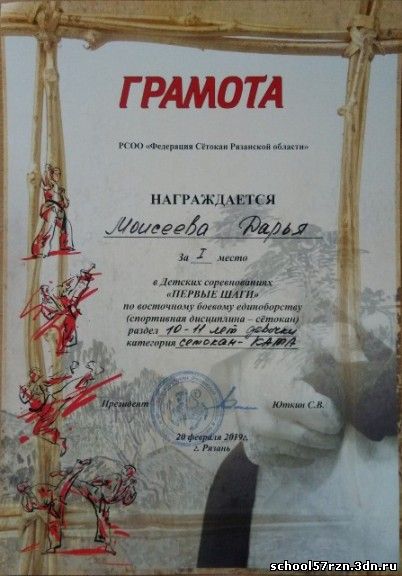 ГРАМОТА
РСОО «Федерация Сётокан Рязанской области»
НАГРАЖДАЕТСЯ
Моисеева Дарья
За I место
в Детских соревнованиях
«ПЕРВЫЕ ШАГИ»
по восточному боевому единоборству
(спортивная дисциплина – сётокан)
раздел 10-11 лет девочки
категория сетокан-КАТА
Президент Юткин С.В.
20 февраля 2019г.
г. Рязань
school57rzn.3dn.ru